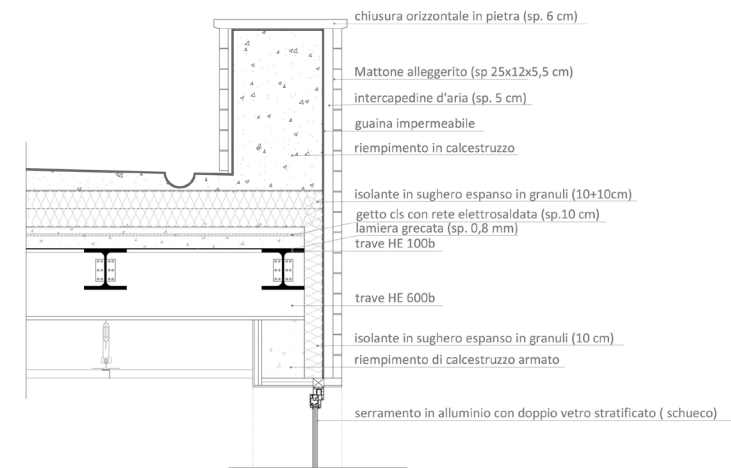 chiusura orizzontale in pietra (sp. 6 cm)
Mattone alleggerito (sp 25x12x5,5 cm)
intercapedine d'aria (sp. 5 cm)
guaina impermeabile
riempimento in calcestruzzo
isolante in sughero espanso in granuli (10+10cm)
getto cls con rete elettrosaldata (sp.10 cm)
lamiera grecata (sp. 0,8 mm)
trave HE 100b
trave HE 600b
isolante in sughero espanso in granuli (10 cm)
riempimento di calcestruzzo armato
serramento in alluminio con doppio vetro stratificato ( schueco)